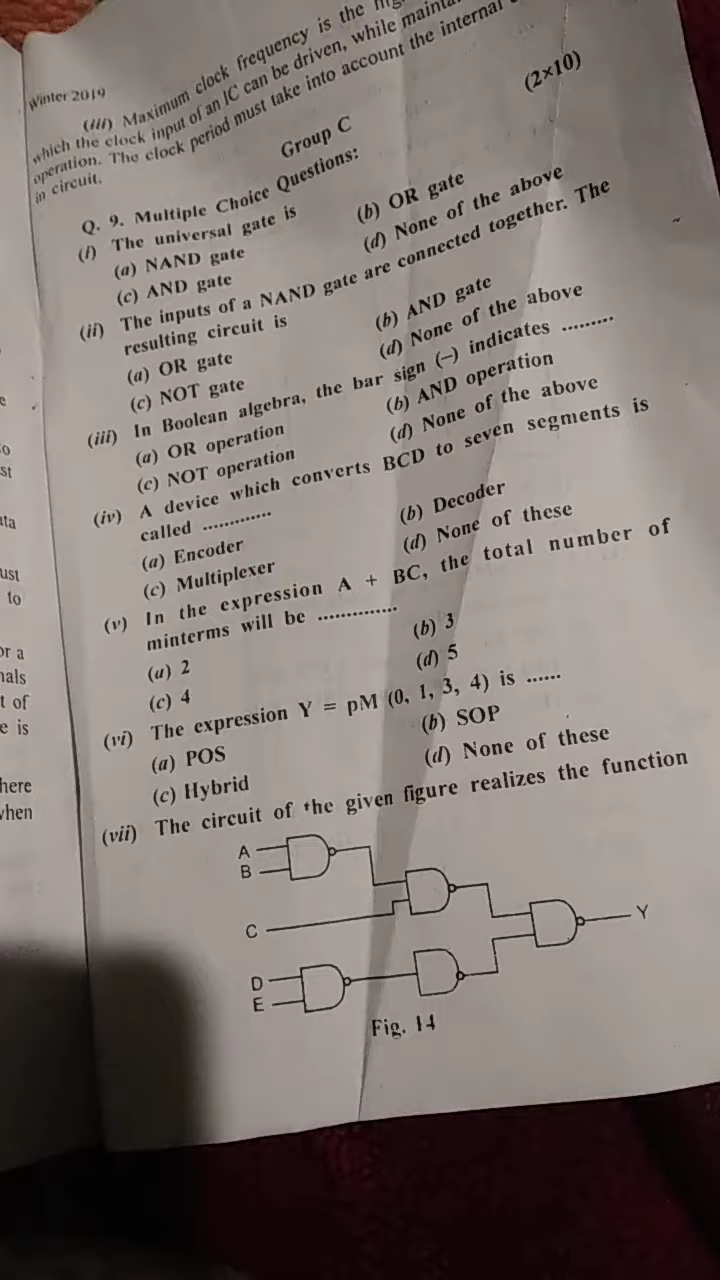 Winter 2019
(iii) Maximum clock frequency is the
which the clock input of an IC can be driven, while
operation. The clock period must take into account the internal
in circuit.
(2×10)
Group C
Q. 9. Multiple Choice Questions:
(i) The universal gate is
(a) NAND gate (b) OR gate
(c) AND gate (d) None of the above
(ii) The inputs of a NAND gate are connected together. The
resulting circuit is
(a) OR gate (b) AND gate
(c) NOT gate (d) None of the above
(iii) In Boolean algebra, the bar sign (–) indicates .........
(a) OR operation (b) AND operation
(c) NOT operation (d) None of the above
(iv) A device which converts BCD to seven segments is
called .............
(a) Encoder (b) Decoder
(c) Multiplexer (d) None of these
(v) In the expression A + BC, the total number of
minterms will be ..............
(a) 2 (b) 3
(c) 4 (d) 5
(vi) The expression Y = pM (0, 1, 3, 4) is ......
(a) POS (b) SOP
(c) Hybrid (d) None of these
(vii) The circuit of the given figure realizes the function
A
B
C
D
E
Y
Fig. 14
ust
to
or a
t of
e is